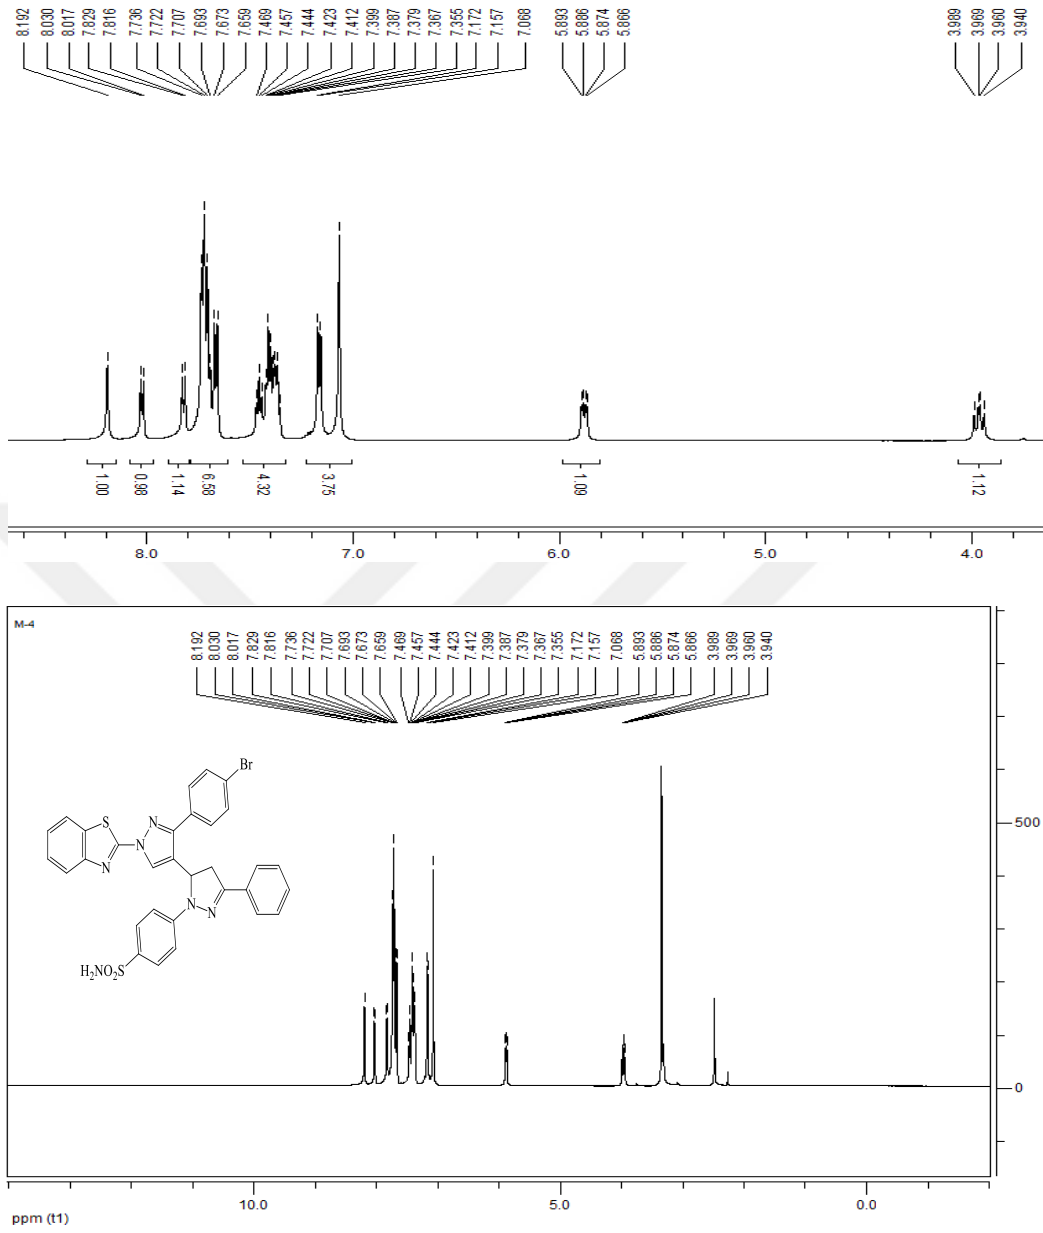 8.192 8.030 8.017 7.829 7.816 7.736 7.722 7.707 7.693 7.673 7.659 7.469 7.457 7.444 7.423 7.412 7.399 7.387 7.379 7.367 7.355 7.172 7.157 7.068 5.893 5.886 5.874 5.866 3.989 3.969 3.960 3.940
1.00 0.98 1.14 6.58 4.32 3.75 1.09 1.12
8.0 7.0 6.0 5.0 4.0
M-4
8.192 8.030 8.017 7.829 7.816 7.736 7.722 7.707 7.693 7.673 7.659 7.469 7.457 7.444 7.423 7.412 7.399 7.387 7.379 7.367 7.355 7.172 7.157 7.068 5.893 5.886 5.874 5.866 3.989 3.969 3.960 3.940
Br
S N
N N
N N
H₂NO₂S
500
0
10.0 5.0 0.0
ppm (t1)